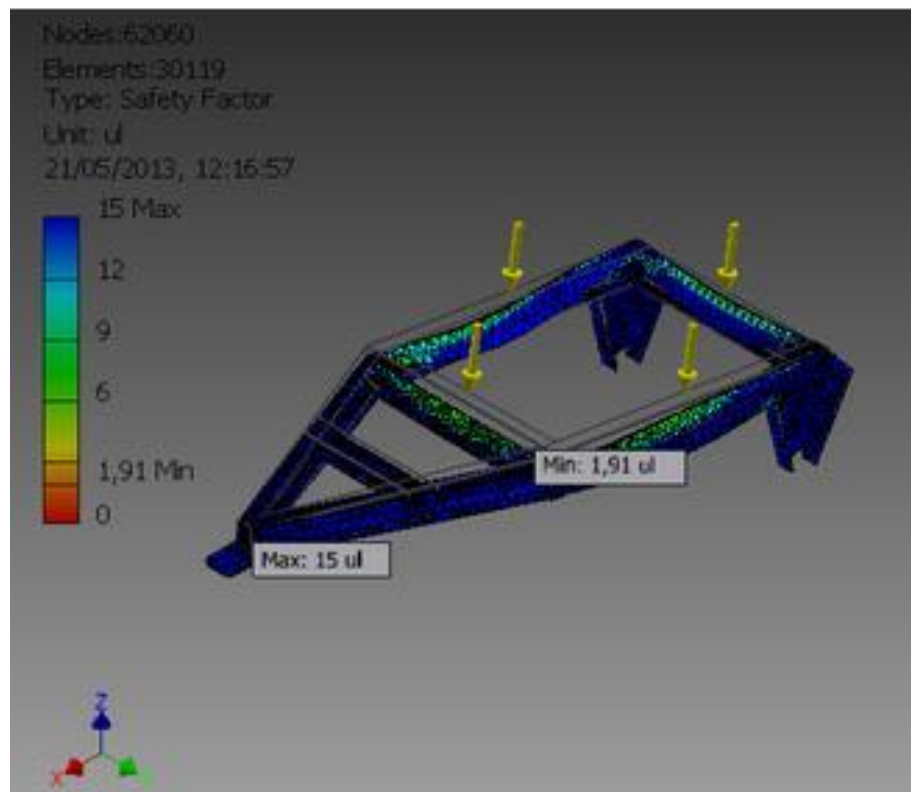 Nodes:62060
Elements:30119
Type: Safety Factor
Unit: ul
21/05/2013, 12:16:57
15 Max
12
9
6
1,91 Min
0
Min: 1,91 ul
Max: 15 ul
Z
X